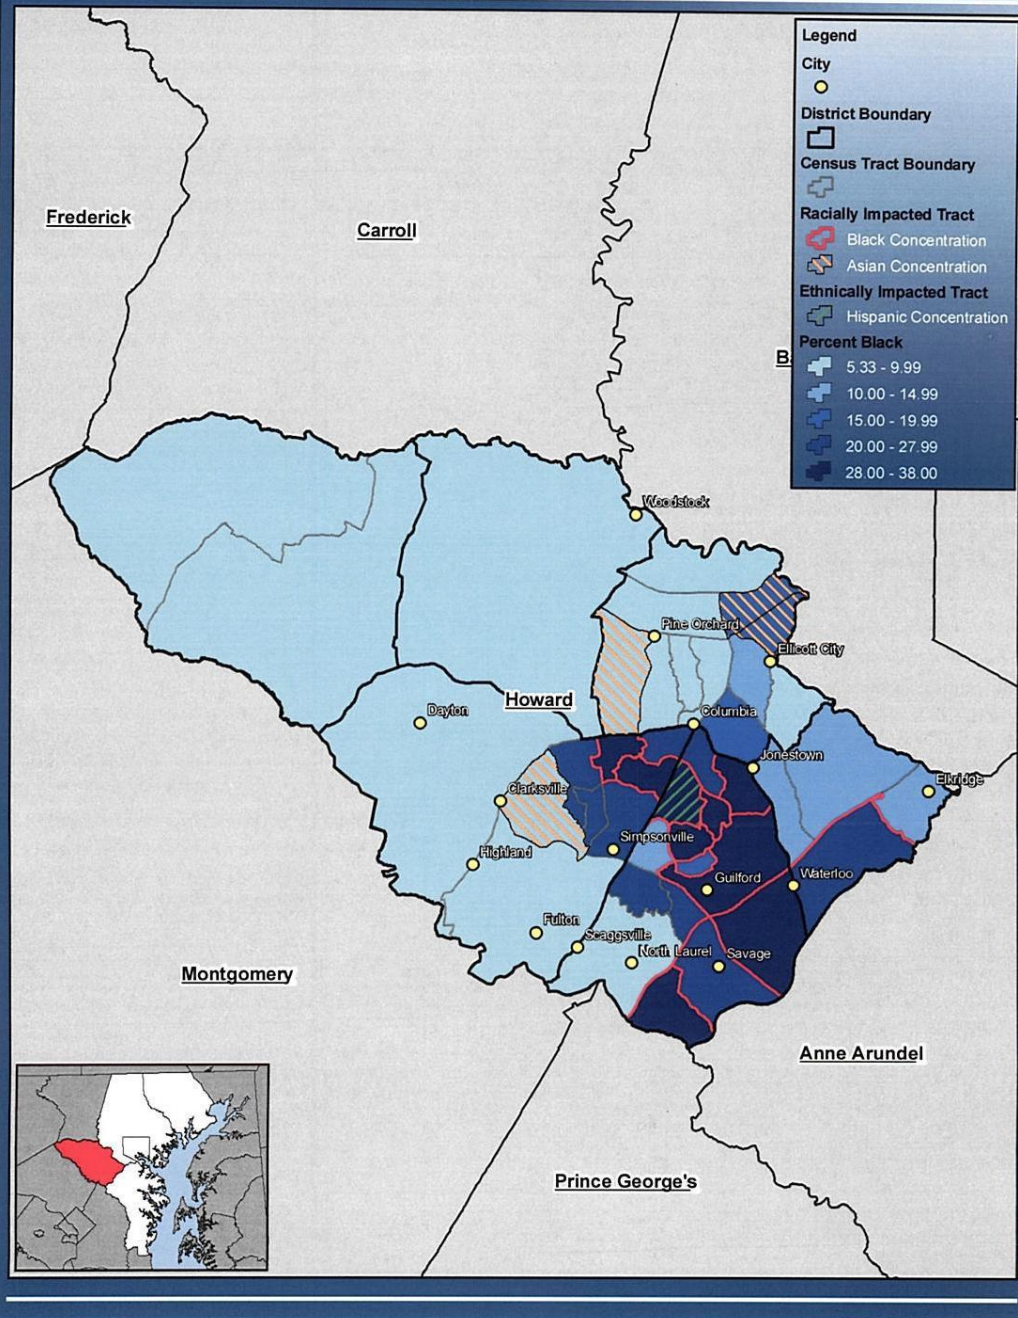 Legend
City
District Boundary
Census Tract Boundary
Racially Impacted Tract
Black Concentration
Asian Concentration
Ethnically Impacted Tract
Hispanic Concentration
Percent Black
5.33 - 9.99
10.00 - 14.99
15.00 - 19.99
20.00 - 27.99
28.00 - 38.00
Frederick
Carroll
Woodstock
Pine Orchard
Ellicott City
Howard
Dayton
Columbia
Jonestown
Elkridge
Clarksville
Simpsonville
Highland
Guilford
Waterloo
Fulton
Scaggsville
North Laurel
Savage
Montgomery
Anne Arundel
Prince George's